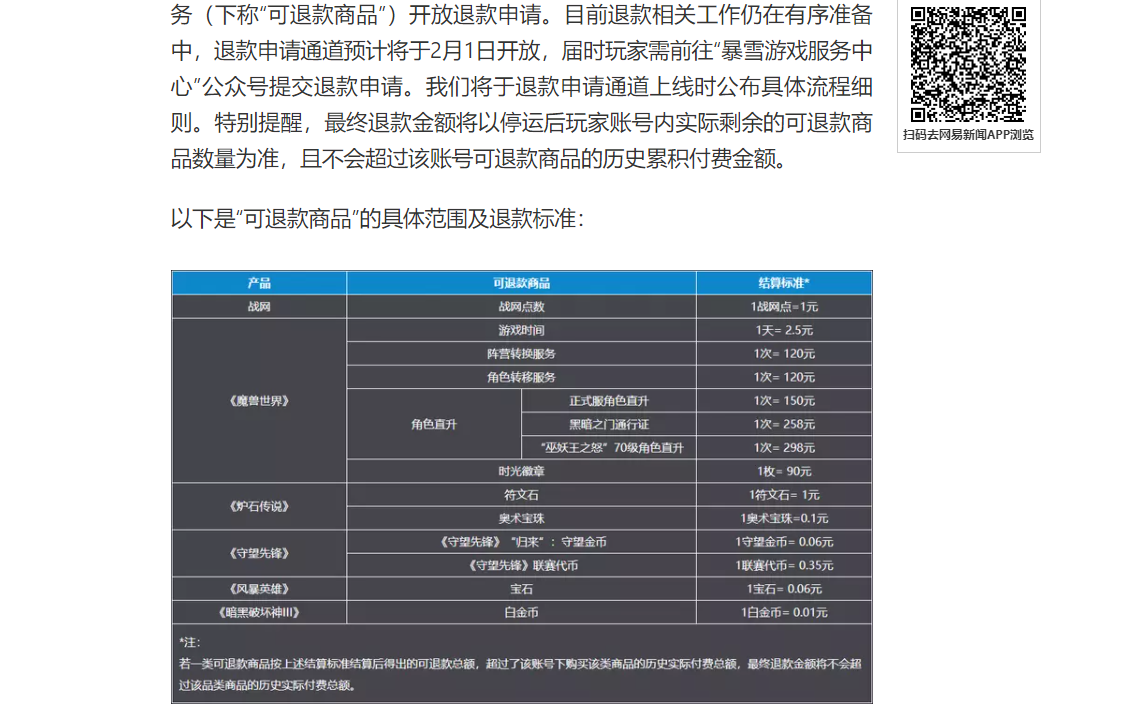 务（下称“可退款商品”）开放退款申请。目前退款相关工作仍在有序准备
中，退款申请通道预计将于2月1日开放，届时玩家需前往“暴雪游戏服务中
心”公众号提交退款申请。我们将于退款申请通道上线时公布具体流程细
则。特别提醒，最终退款金额将以停运后玩家账号内实际剩余的可退款商
品数量为准，且不会超过该账号可退款商品的历史累积付费金额。
扫码去网易新闻APP浏览
以下是“可退款商品”的具体范围及退款标准：
产品 可退款商品 结算标准*
战网 战网点数 1战网点=1元
《魔兽世界》 游戏时间 1天= 2.5元
阵营转换服务 1次= 120元
角色转移服务 1次= 120元
角色直升 正式服角色直升 1次= 150元
黑暗之门通行证 1次= 258元
“巫妖王之怒”70级角色直升 1次= 298元
时光徽章 1枚= 90元
《炉石传说》 符文石 1符文石= 1元
奥术宝珠 1奥术宝珠=0.1元
《守望先锋》 《守望先锋》“归来”：守望金币 1守望金币= 0.06元
《守望先锋》联赛代币 1联赛代币= 0.35元
《风暴英雄》 宝石 1宝石= 0.06元
《暗黑破坏神III》 白金币 1白金币= 0.01元
*注：
若一类可退款商品按上述结算标准结算后得出的可退款总额，超过了该账号下购买该类商品的历史实际付费总额，最终退款金额将不会超
过该品类商品的历史实际付费总额。